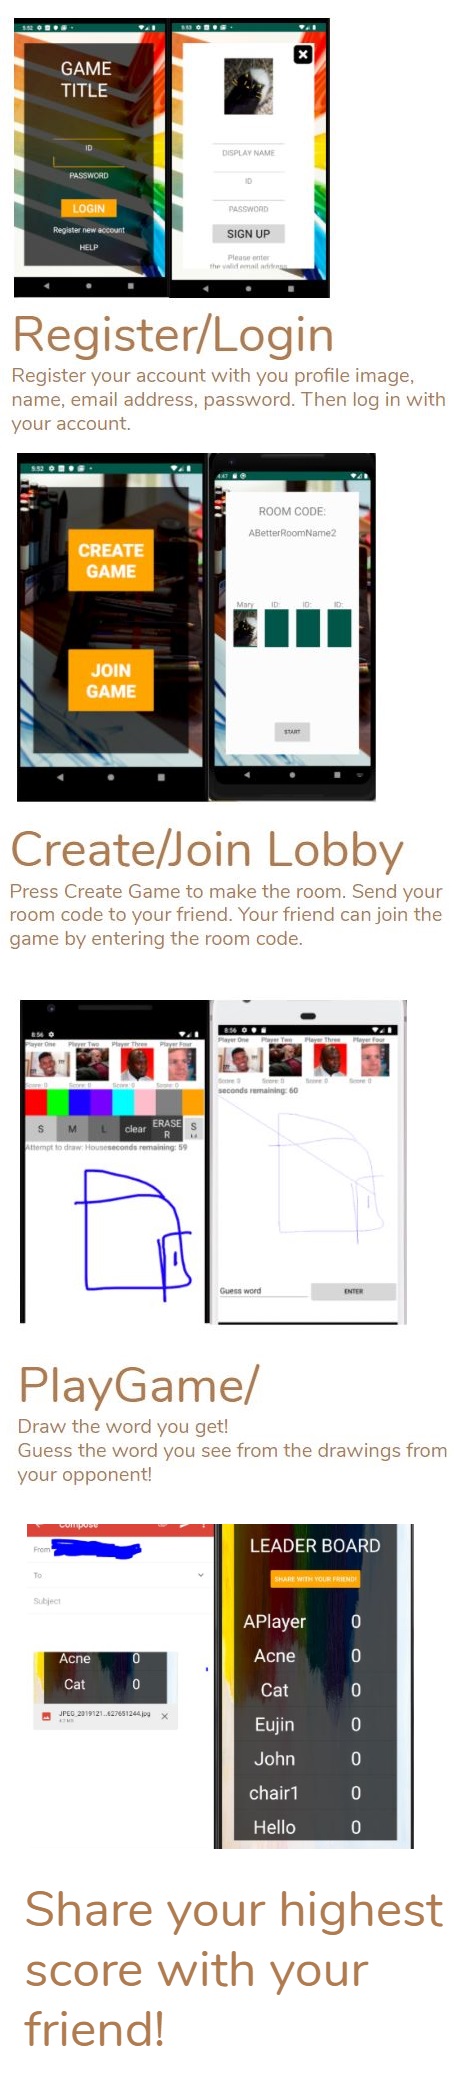 5:52
5:53
GAME
TITLE
ID
PASSWORD
LOGIN
Register new account
HELP
DISPLAY NAME
ID
PASSWORD
SIGN UP
Please enter
the valid email address
Register/Login
Register your account with you profile image,
name, email address, password. Then log in with
your account.
5:52
4:47
CREATE
GAME
JOIN
GAME
ROOM CODE:
ABetterRoomName2
Mary ID: ID: ID:
START
Create/Join Lobby
Press Create Game to make the room. Send your
room code to your friend. Your friend can join the
game by entering the room code.
8:56
Player One Player Two Player Three Player Four
Score: 0 Score: 0 Score: 0 Score: 0
S M L clear ERASE
R
S
Attempt to draw: Houseseconds remaining: 59
8:56
Player One Player Two Player Three Player Four
Score: 0 Score: 0 Score: 0 Score: 0
seconds remaining: 60
Guess word
ENTER
PlayGame/
Draw the word you get!
Guess the word you see from the drawings from
your opponent!
Compose
From
To
Subject
Acne 0
Cat 0
JPEG_2019121...627651244.jpg
LEADER BOARD
SHARE WITH YOUR FRIEND!
APlayer 0
Acne 0
Cat 0
Eujin 0
John 0
chair1 0
Hello 0
Share your highest
score with your
friend!